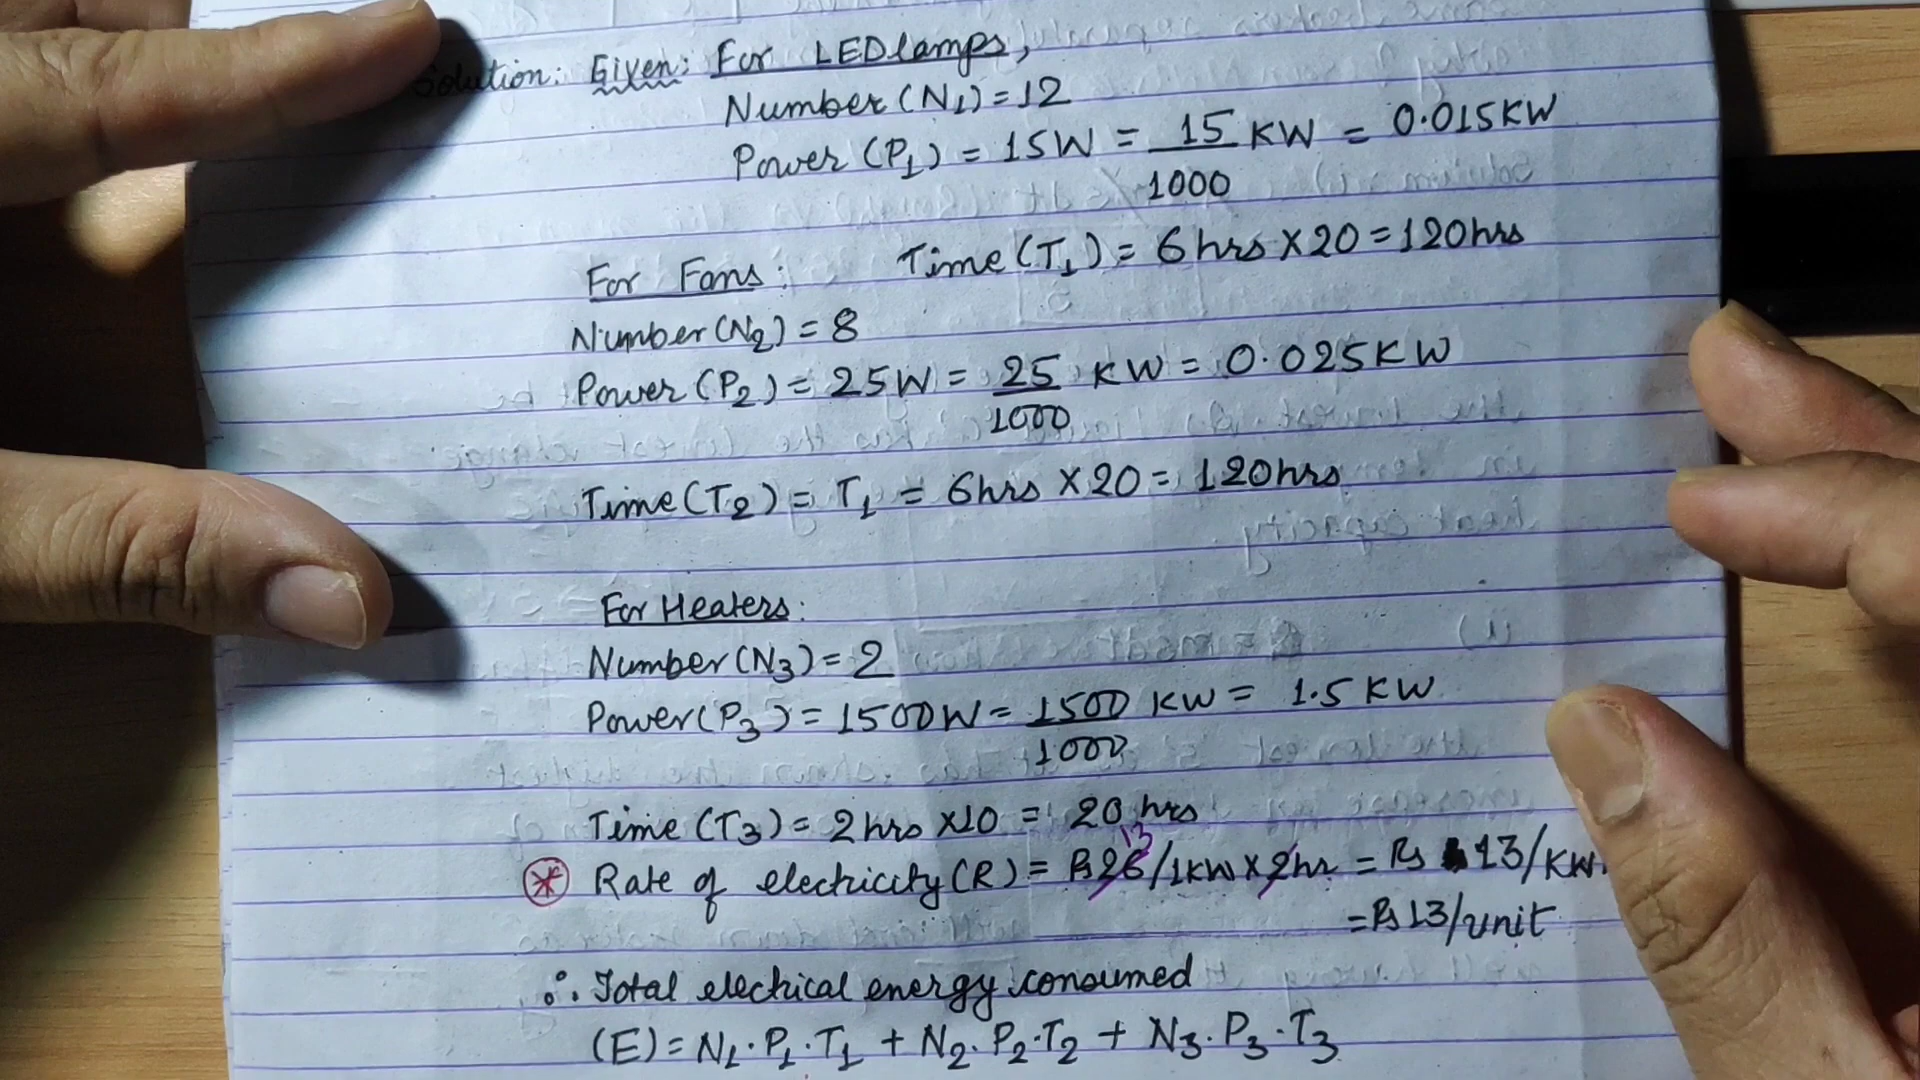 Solution: Given: For LED lamps,
Number (N1) = 12
Power (P1) = 15W = 15/1000 KW = 0.015KW
For Fans: Time (T1) = 6 hrs X 20 = 120hrs
Number (N2) = 8
Power (P2) = 25W = 25/1000 KW = 0.025KW
Time (T2) = T1 = 6hrs X 20 = 120hrs
For Heaters:
Number (N3) = 2
Power (P3) = 1500W = 1500/1000 KW = 1.5 KW
Time (T3) = 2 hrs X10 = 20 hrs
13
* Rate of electricity (R) = Rs 26/1KW X 2hr = Rs 13/KW
= Rs 13/unit
∴ Total electrical energy consumed
(E) = N1.P1.T1 + N2.P2.T2 + N3.P3.T3